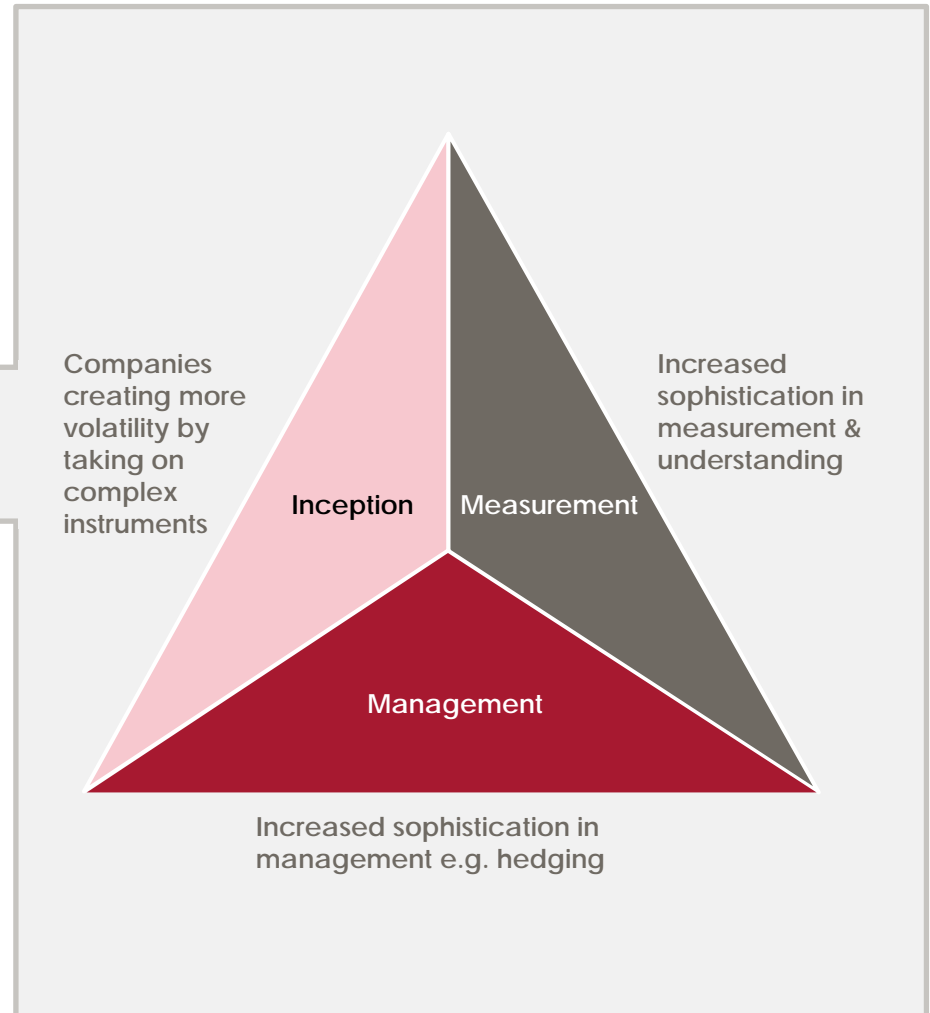 Companies
creating more
volatility by
taking on
complex
instruments
Inception
Measurement
Increased
sophistication in
measurement &
understanding
Management
Increased sophistication in
management e.g. hedging